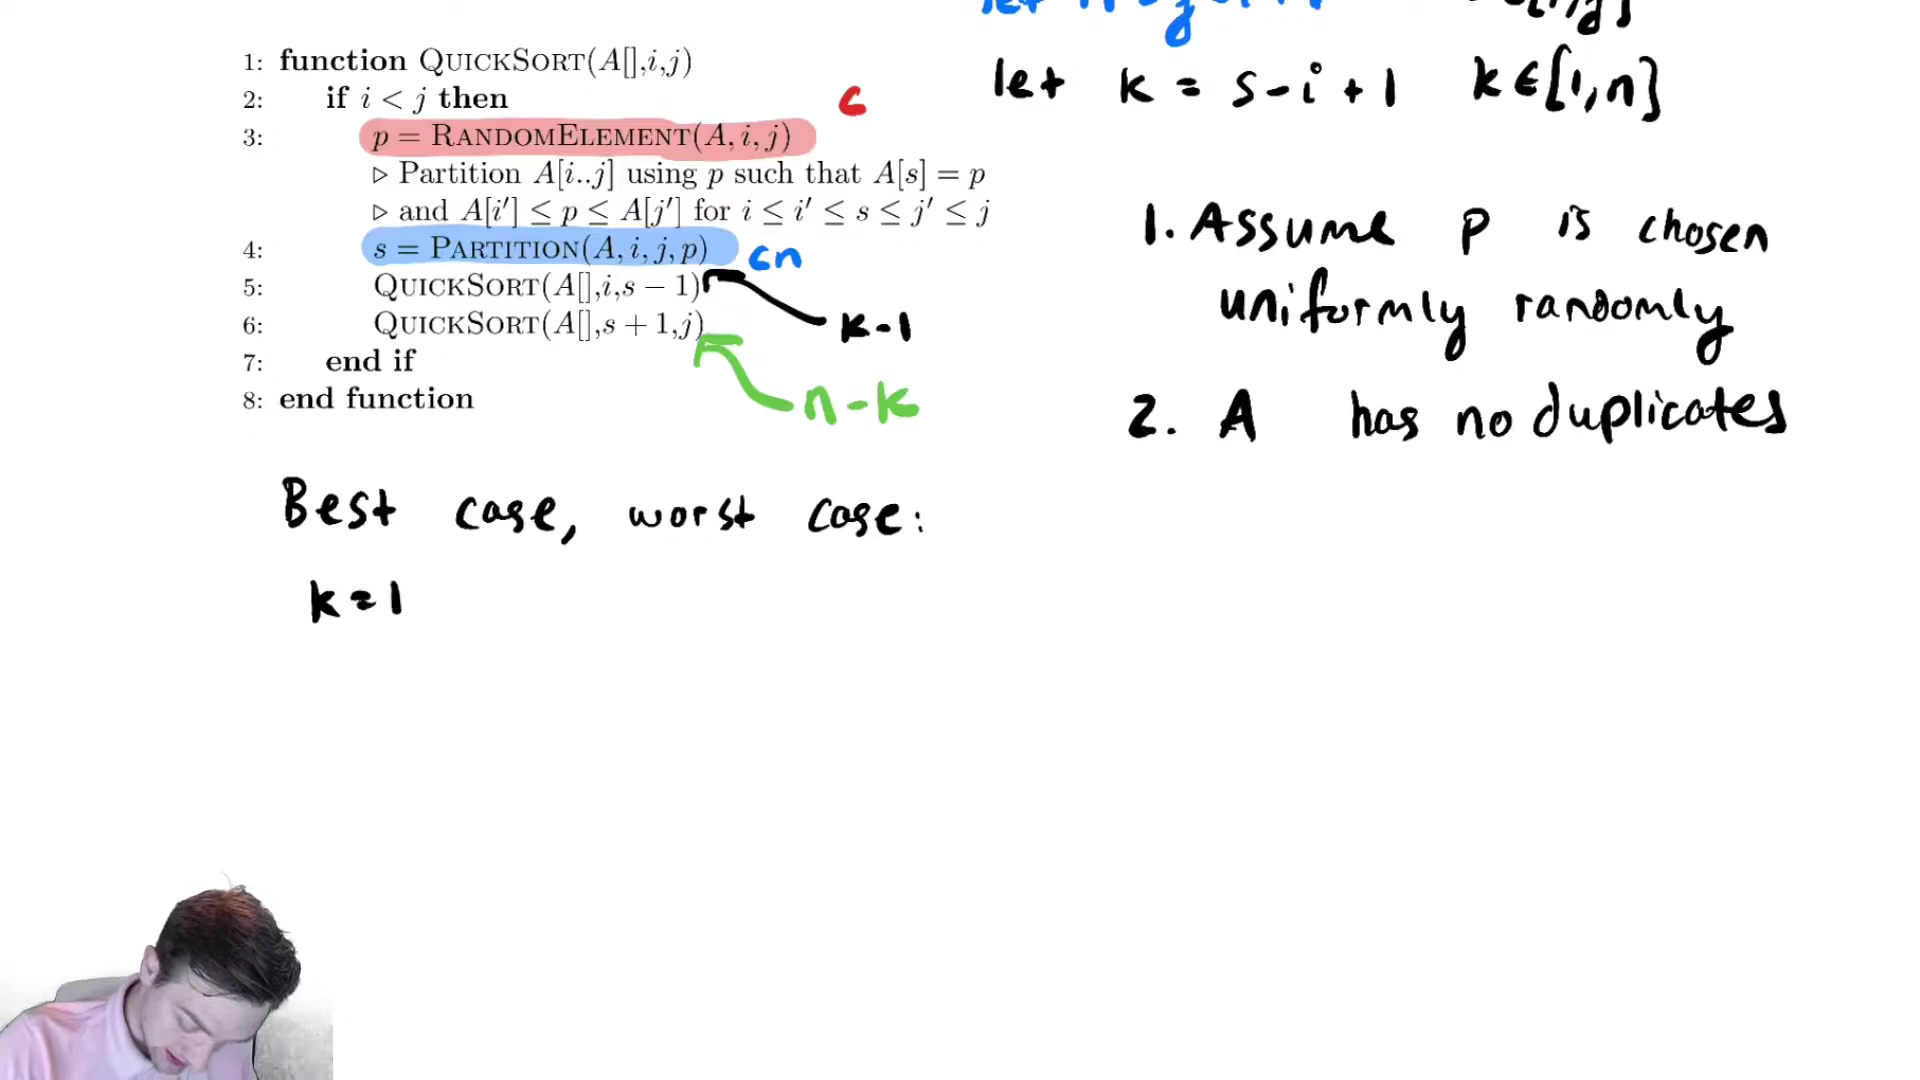 1: function QUICKSORT(A[],i,j)
2: if i < j then
3: p = RANDOMELEMENT(A, i, j)
▷ Partition A[i..j] using p such that A[s] = p
▷ and A[i′] ≤ p ≤ A[j′] for i ≤ i′ ≤ s ≤ j′ ≤ j
4: s = PARTITION(A, i, j, p)
5: QUICKSORT(A[],i,s − 1)
6: QUICKSORT(A[],s + 1,j)
7: end if
8: end function
c
cn
k-1
n-k
let
let k = s-i+1 k∈[1,n]
1. Assume p is chosen
uniformly randomly
2. A has no duplicates
Best case, worst case:
k=1